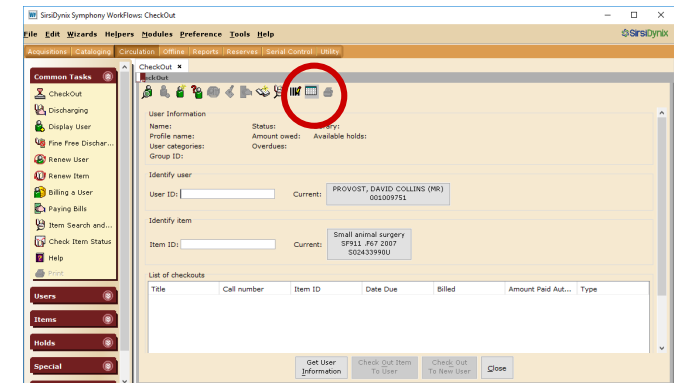 SirsiDynix Symphony WorkFlows: CheckOut
File Edit Wizards Helpers Modules Preference Tools Help
SirsiDynix
Acquisitions Cataloging Circulation Offline Reports Reserves Serial Control Utility
CheckOut ×
Common Tasks
CheckOut
Discharging
Display User
Fine Free Dischar...
Renew User
Renew Item
Billing a User
Paying Bills
Item Search and...
Check Item Status
Help
Print
Users
Items
Holds
Special
eckOut
User Information
Name: Status: ry:
Profile name: Amount owed: Available holds:
User categories: Overdues:
Group ID:
Identify user
User ID: Current: PROVOST, DAVID COLLINS (MR)
001009751
Identify item
Item ID: Current: Small animal surgery
SF911 .F67 2007
S02433990U
List of checkouts
Title Call number Item ID Date Due Billed Amount Paid Aut... Type
Get User Information
Check Out Item To User
Check Out To New User
Close